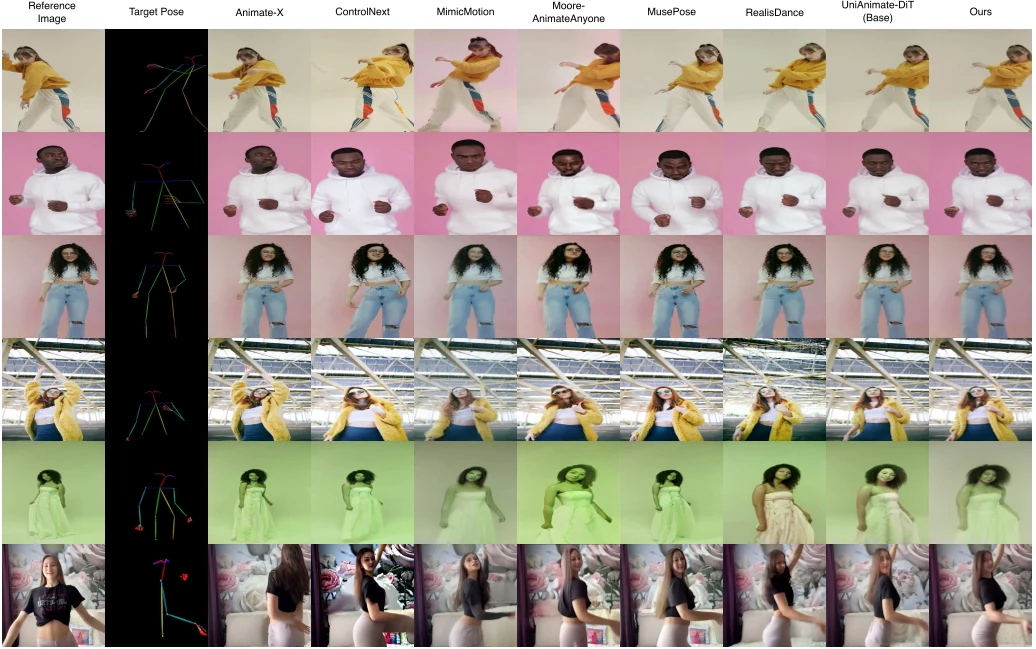 Reference
Image
Target Pose
Animate-X
ControlNext
MimicMotion
Moore-
AnimateAnyone
MusePose
RealisDance
UniAnimate-DiT
(Base)
Ours